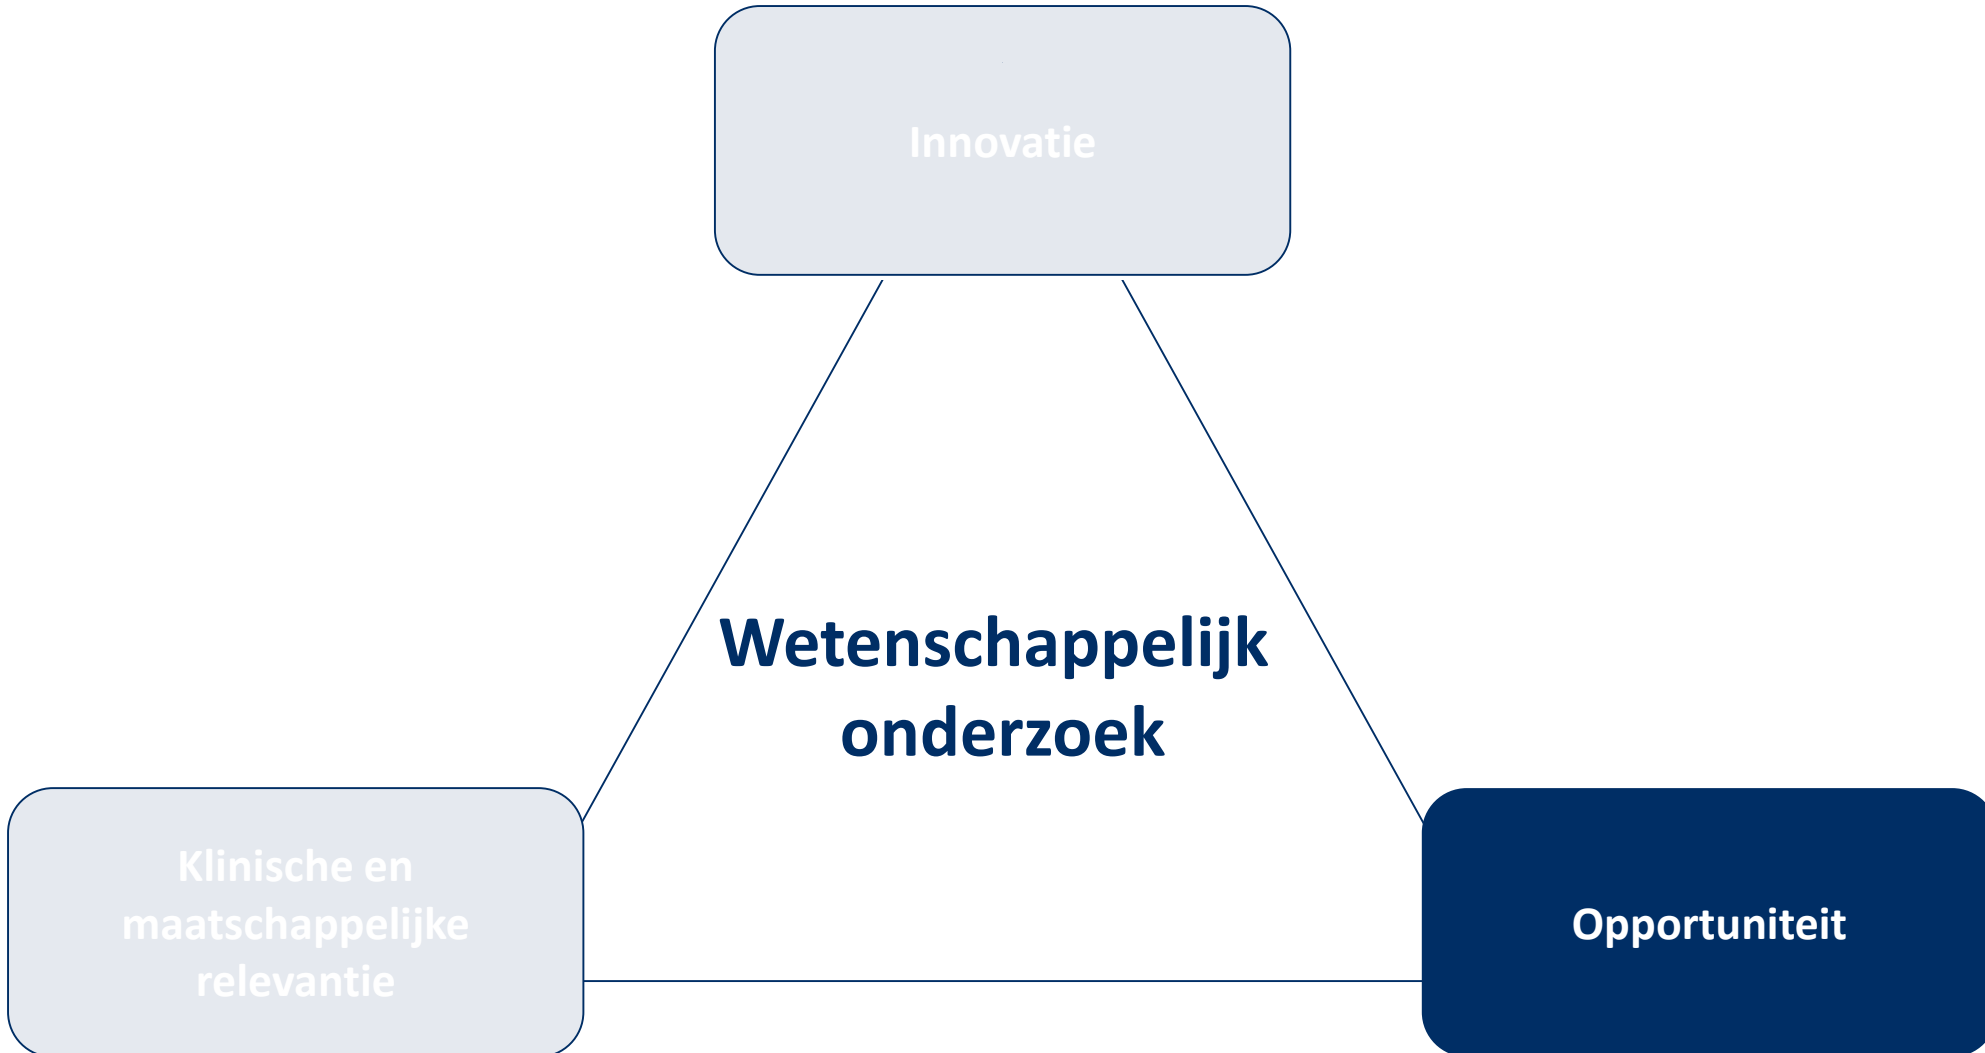 Innovatie
Wetenschappelijk
onderzoek
Klinische en
maatschappelijke
relevantie
Opportuniteit